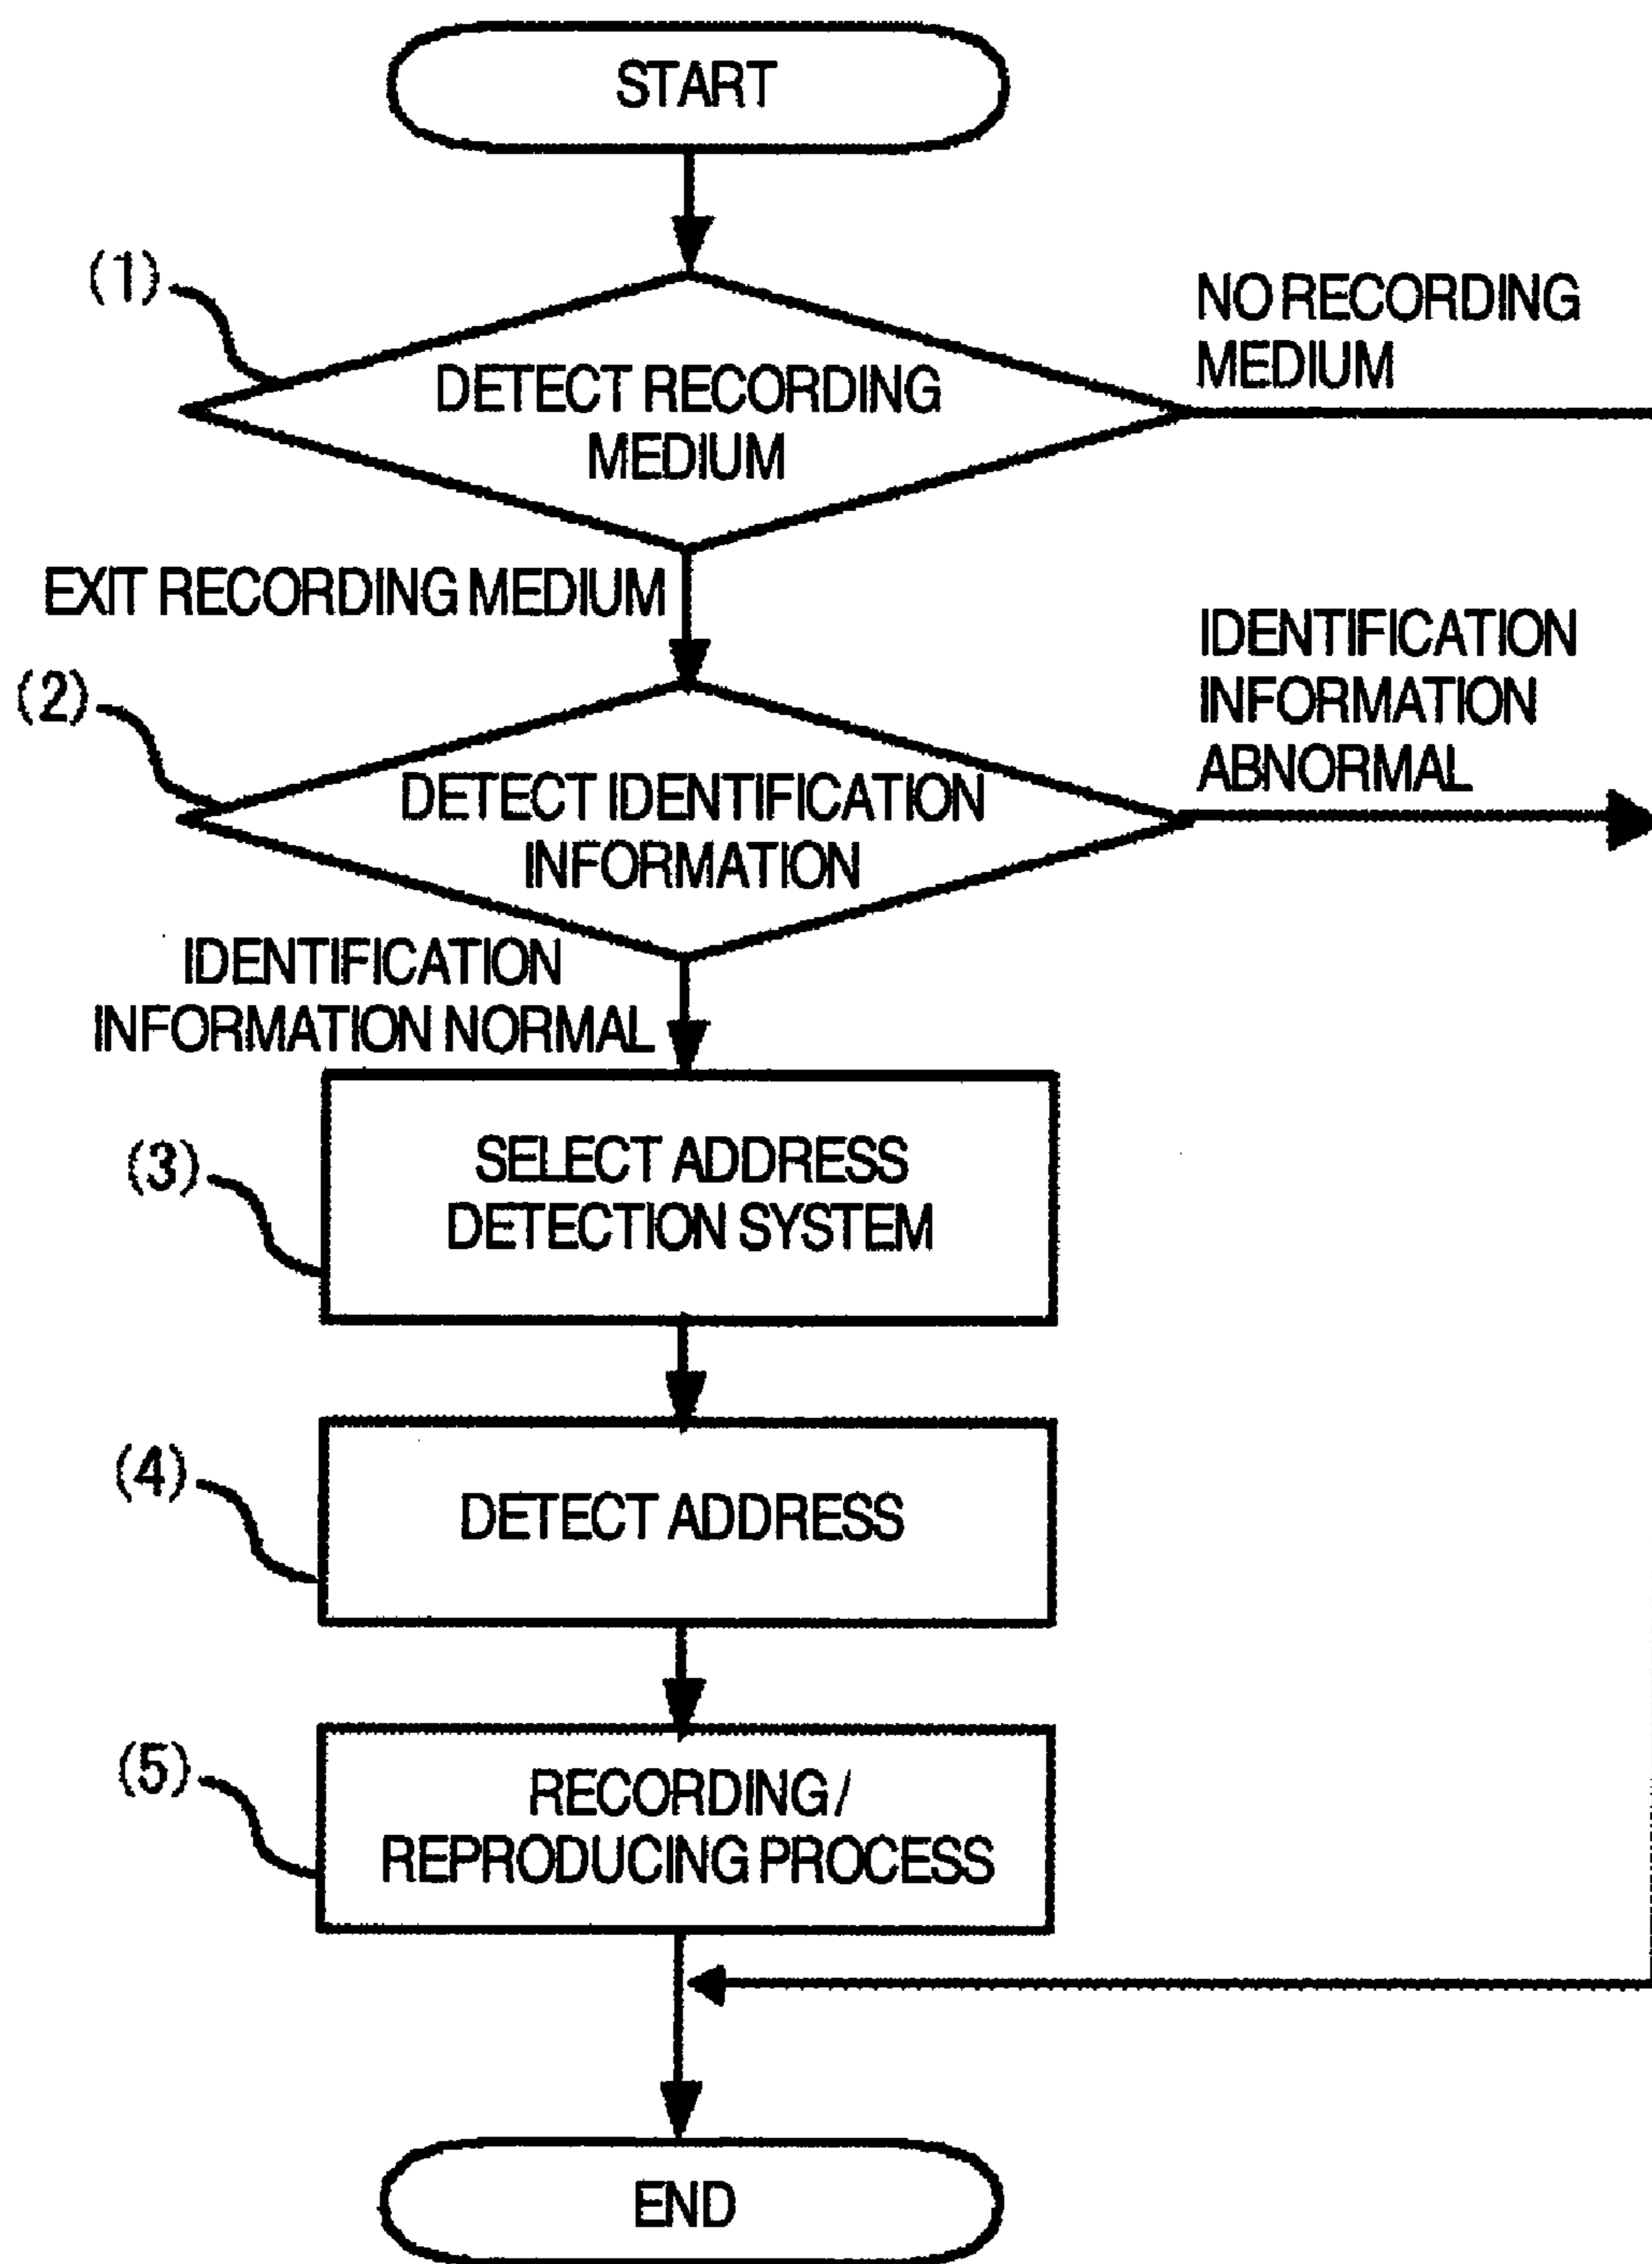 START
(1)
NO RECORDING
MEDIUM
DETECT RECORDING
MEDIUM
EXIT RECORDING MEDIUM
(2)
IDENTIFICATION
INFORMATION
ABNORMAL
DETECT IDENTIFICATION
INFORMATION
IDENTIFICATION
INFORMATION NORMAL
(3)
SELECT ADDRESS
DETECTION SYSTEM
(4)
DETECT ADDRESS
(5)
RECORDING /
REPRODUCING PROCESS
END